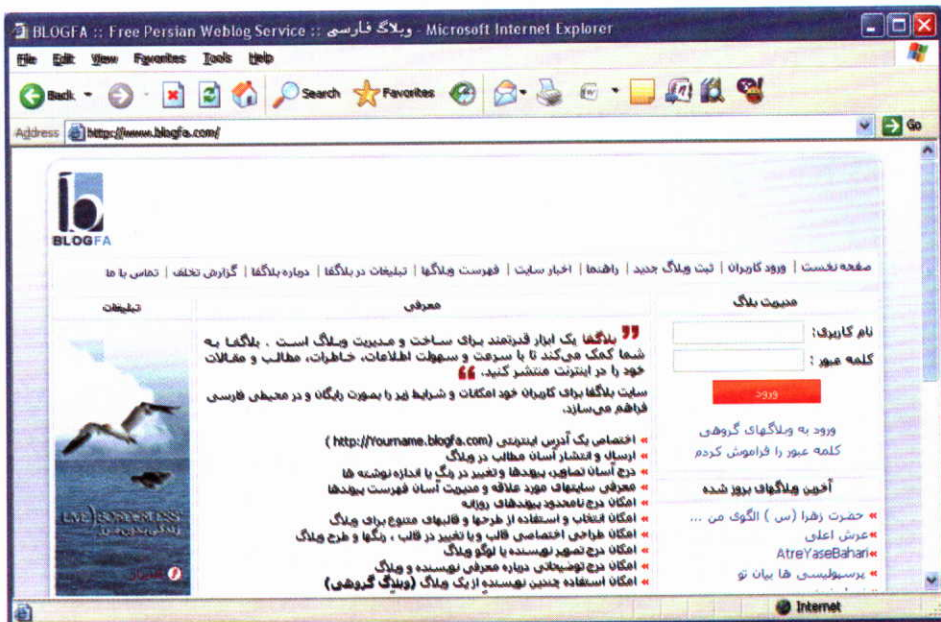 BLOGFA :: Free Persian Weblog Service :: وبلاگ فارسی - Microsoft Internet Explorer
File Edit View Favorites Tools Help
Back Search Favorites
Address http://www.blogfa.com/ Go
BLOGFA
صفحه نخست | ورود کاربران | ثبت وبلاگ جدید | راهنما | اخبار سایت | فهرست وبلاگها | تبلیغات در بلاگفا | درباره بلاگفا | گزارش تخلف | تماس با ما
مدیریت بلاگ
نام کاربری:
کلمه عبور :
ورود
ورود به وبلاگهای گروهی
کلمه عبور را فراموش کردم
آخرین وبلاگهای بروز شده
» حضرت زهرا (س ) الگوی من ...
»عرش اعلی
»AtreYaseBahari
» پرسپولیسی ها بیان تو
معرفی
بلاگفا یک ابزار قدرتمند برای ساخت و مدیریت وبلاگ است . بلاگفا به
شما کمک می‌کند تا با سرعت و سهولت اطلاعات، خاطرات، مطالب و مقالات
خود را در اینترنت منتشر کنید.
سایت بلاگفا برای کاربران خود امکانات و شرایط زیر را بصورت رایگان و در محیطی فارسی
فراهم می‌سازد.
» اختصاص یک آدرس اینترنتی (http://Yourname.blogfa.com )
» ارسال و انتشار آسان مطالب در وبلاگ
» درج آسان تصاویر، پیوندها و تغییر در رنگ یا اندازه نوشته ها
» معرفی سایتهای مورد علاقه و مدیریت آسان فهرست پیوندها
» امکان درج نامحدود پیوندهای روزانه
» امکان انتخاب و استفاده از طرحها و قالبهای متنوع برای وبلاگ
» امکان طراحی اختصاصی قالب و یا تغییر در قالب ، رنگها و طرح وبلاگ
» امکان درج تصویر نویسنده یا لوگو وبلاگ
» امکان درج توضیحاتی درباره معرفی نویسنده و وبلاگ
» امکان استفاده چندین نویسنده از یک وبلاگ (وبلاگ گروهی)
تبلیغات
Internet